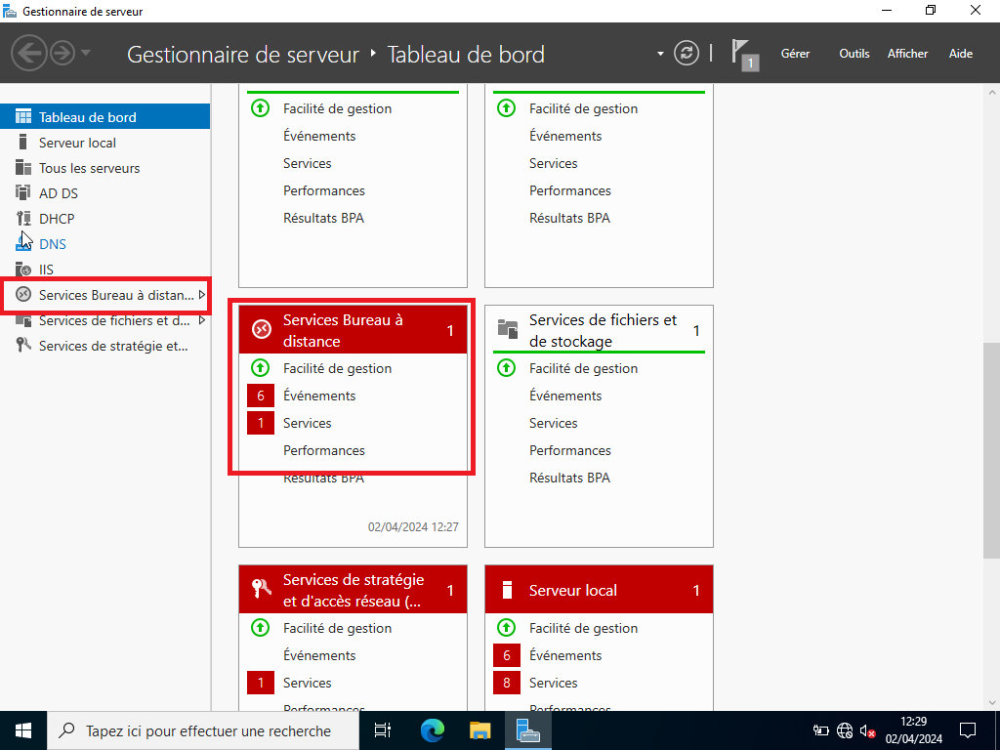 Gestionnaire de serveur
Gestionnaire de serveur ‣ Tableau de bord
1
Gérer
Outils
Afficher
Aide
Tableau de bord
Serveur local
Tous les serveurs
AD DS
DHCP
DNS
IIS
Services Bureau à distan...
Services de fichiers et d...
Services de stratégie et...
Facilité de gestion
Événements
Services
Performances
Résultats BPA
Facilité de gestion
Événements
Services
Performances
Résultats BPA
Services Bureau à
distance
1
Facilité de gestion
6 Événements
1 Services
Performances
Résultats BPA
02/04/2024 12:27
Services de fichiers et
de stockage
1
Facilité de gestion
Événements
Services
Performances
Résultats BPA
Services de stratégie
et d'accès réseau (...
1
Facilité de gestion
Événements
1 Services
Performances
Serveur local
1
Facilité de gestion
6 Événements
8 Services
Performances
Tapez ici pour effectuer une recherche
12:29
02/04/2024